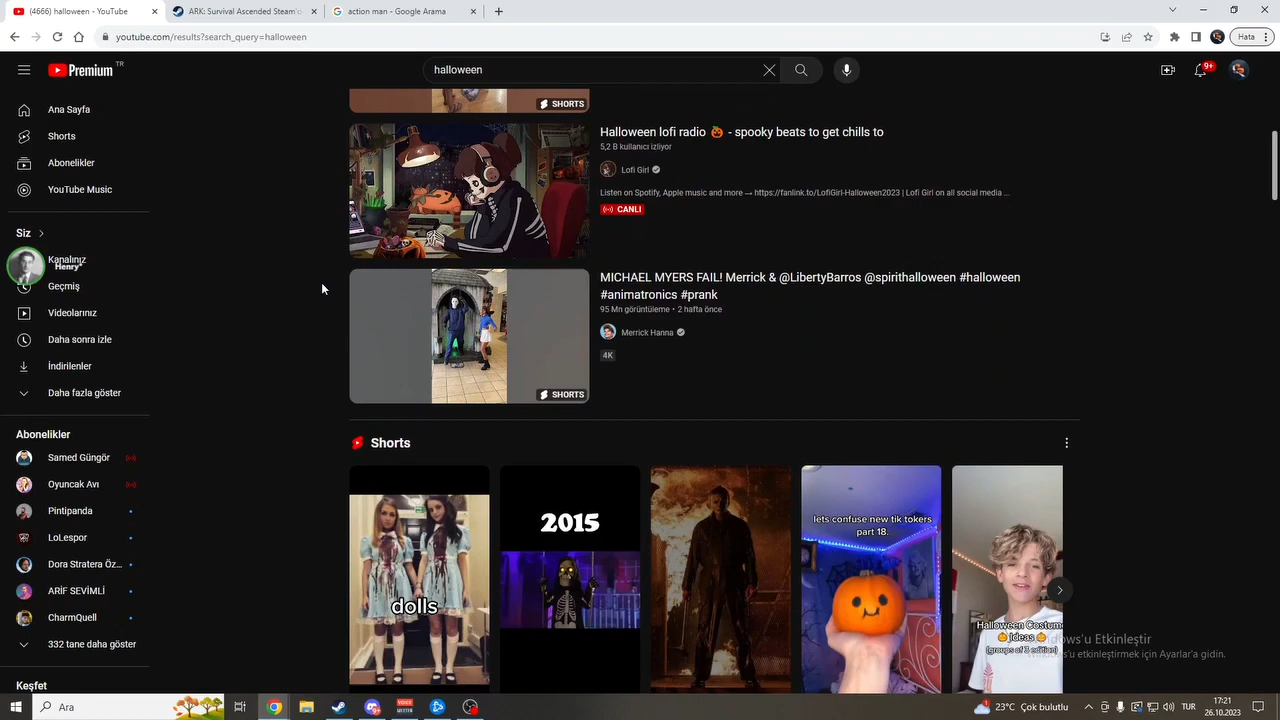 (4666) halloween - YouTube
ARK: Survival Ascended Steam'd
action man - Google Arama
youtube.com/results?search_query=halloween
Hata
Premium TR
halloween
9+
Ana Sayfa
Shorts
Abonelikler
YouTube Music
Siz
Kanalınız
Henry*
Geçmiş
Videolarınız
Daha sonra izle
İndirilenler
Daha fazla göster
Abonelikler
Samed Güngör
Oyuncak Avı
Pintipanda
LoLespor
Dora Stratera Öz...
ARİF SEVİMLİ
CharmQuell
332 tane daha göster
Keşfet
SHORTS
Halloween lofi radio 🎃 - spooky beats to get chills to
5,2 B kullanıcı izliyor
Lofi Girl
Listen on Spotify, Apple music and more → https://fanlink.to/LofiGirl-Halloween2023 | Lofi Girl on all social media ...
CANLI
MICHAEL MYERS FAIL! Merrick & @LibertyBarros @spirithalloween #halloween
#animatronics #prank
95 Mn görüntüleme • 2 hafta önce
Merrick Hanna
4K
SHORTS
Shorts
dolls
2015
lets confuse new tik tokers
part 18.
Halloween Costume
🎃 Ideas 🎃
(groups of 3 edition)
Windows'u Etkinleştir
Windows'u etkinleştirmek için Ayarlar'a gidin.
Ara
VOICE
1
23°C Çok bulutlu
TUR
17:21
26.10.2023